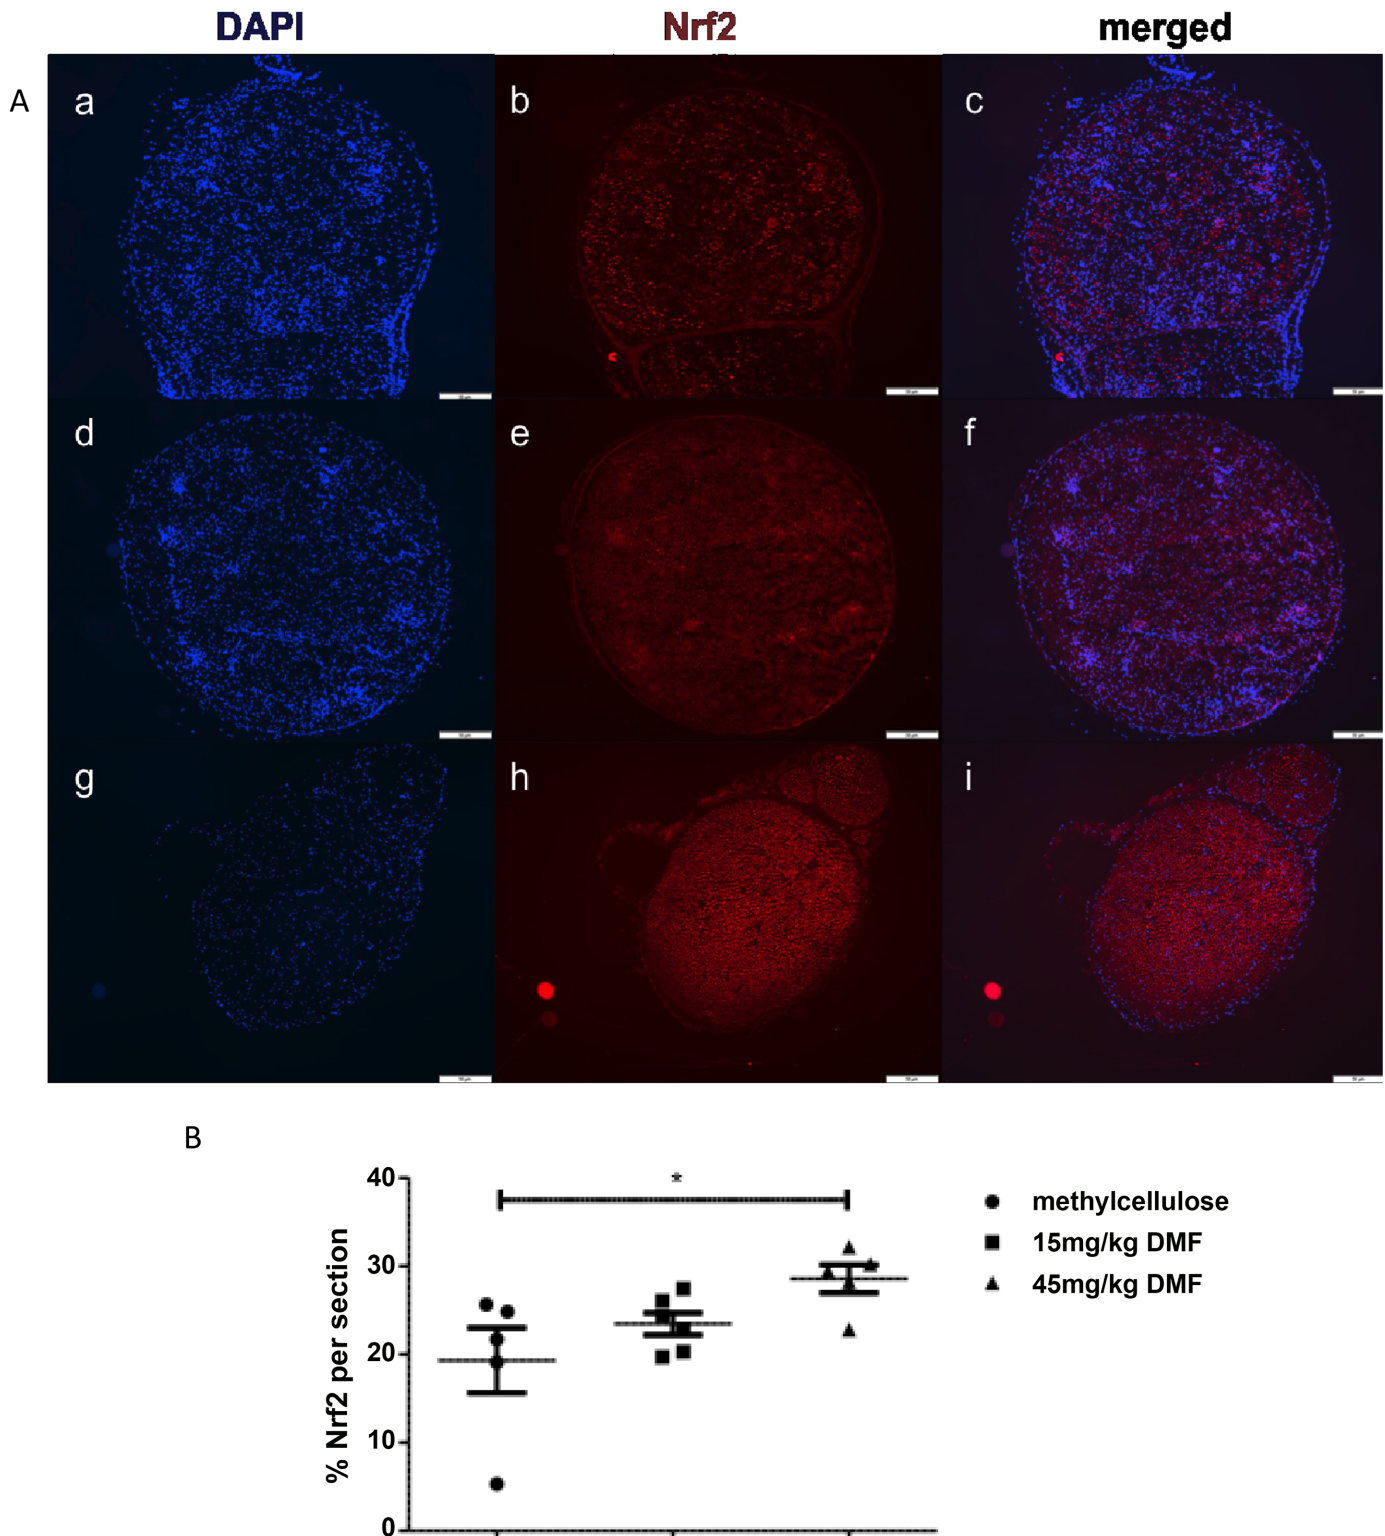 DAPI Nrf2 merged
A
a b c
d e f
g h i
B
40
30
20
10
0
% Nrf2 per section
*
methylcellulose
15mg/kg DMF
45mg/kg DMF